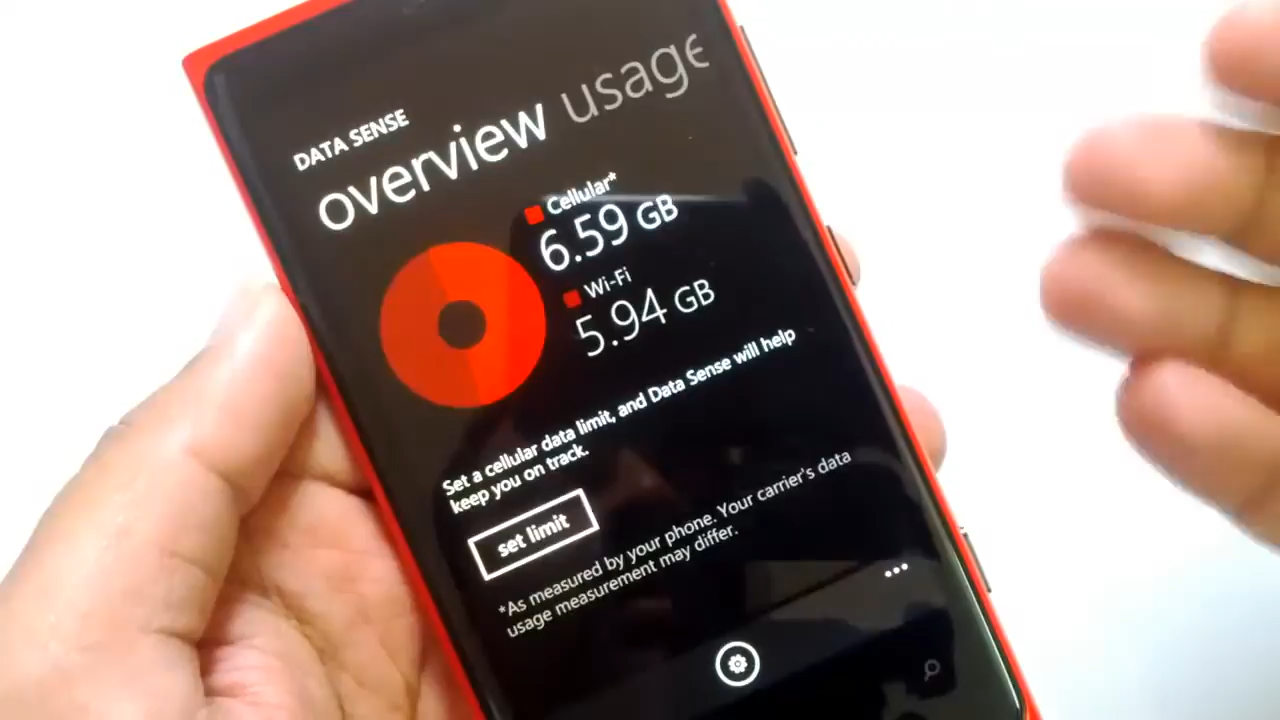 DATA SENSE
overview usage
Cellular*
6.59 GB
Wi-Fi
5.94 GB
Set a cellular data limit, and Data Sense will help
keep you on track.
set limit
*As measured by your phone. Your carrier's data
usage measurement may differ.